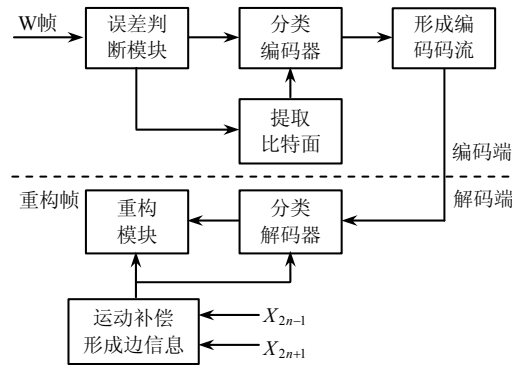 W帧
误差判
断模块
分类
编码器
形成编
码码流
提取
比特面
编码端
重构帧
重构
模块
分类
解码器
解码端
运动补偿
形成边信息
X2n−1
X2n+1